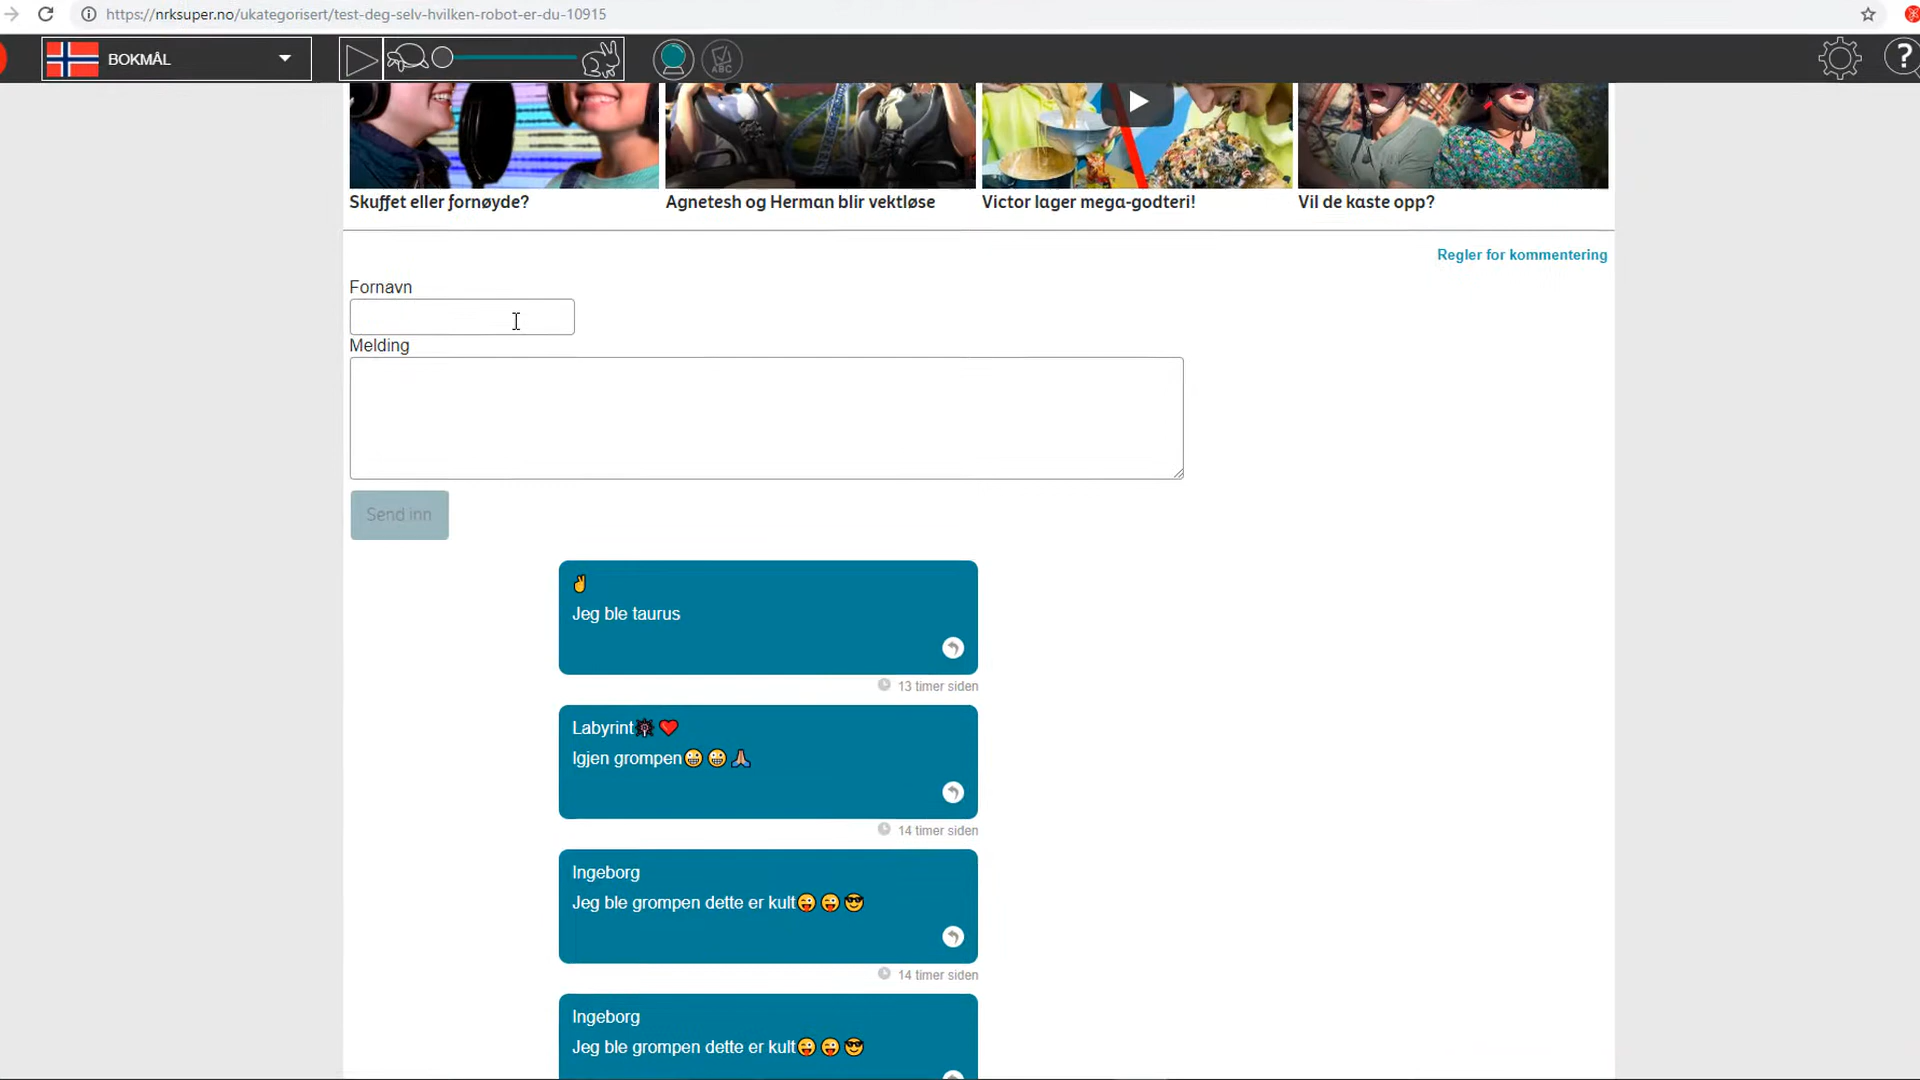 https://nrksuper.no/ukategorisert/test-deg-selv-hvilken-robot-er-du-10915
BOKMÅL
ABC
?
Skuffet eller fornøyde?
Agnetesh og Herman blir vektløse
Victor lager mega-godteri!
Vil de kaste opp?
Regler for kommentering
Fornavn
Melding
Send inn
✌
Jeg ble taurus
13 timer siden
Labyrint🕷❤
Igjen grompen😀😀🙏
14 timer siden
Ingeborg
Jeg ble grompen dette er kult😜😜😎
14 timer siden
Ingeborg
Jeg ble grompen dette er kult😜😜😎